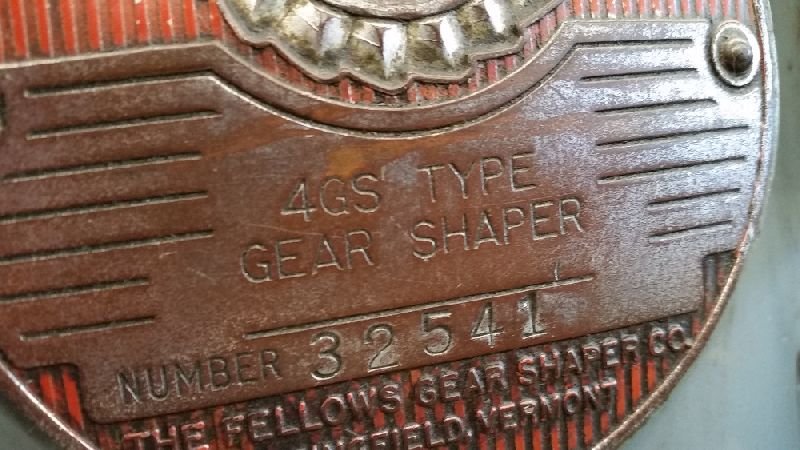 4GS TYPE
GEAR SHAPER
NUMBER 32541
THE FELLOWS GEAR SHAPER CO.
VERMONT